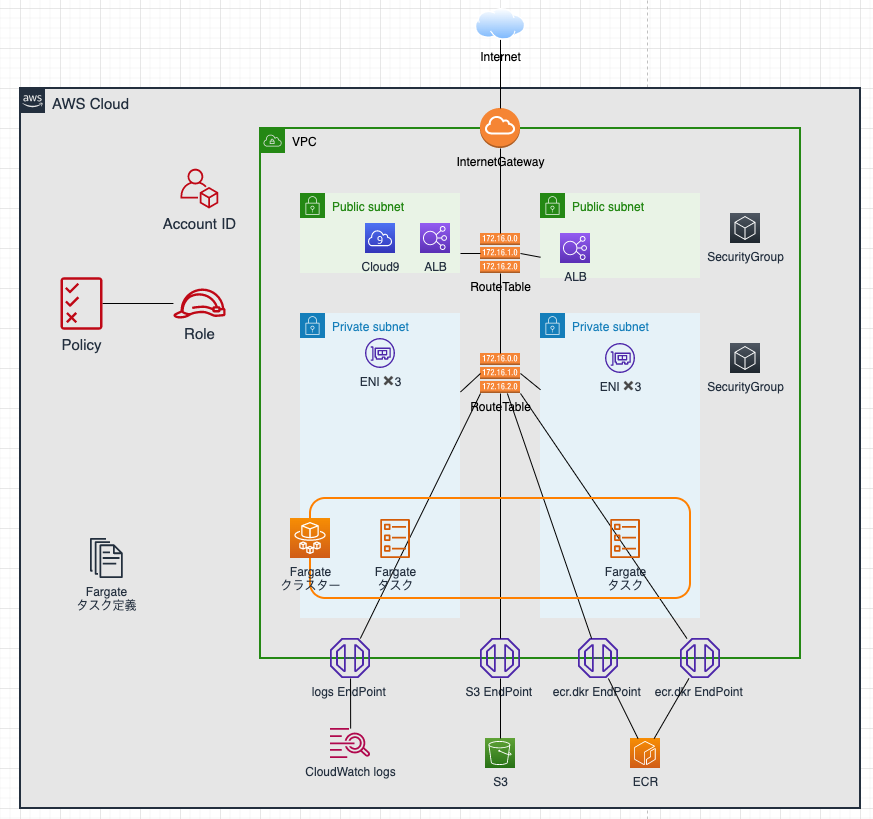 Internet
aws
AWS Cloud
VPC
InternetGateway
Account ID
Public subnet
Public subnet
9
Cloud9
ALB
172.16.0.0
172.16.1.0
172.16.2.0
RouteTable
ALB
SecurityGroup
Policy
Role
Private subnet
Private subnet
ENI ✖3
172.16.0.0
172.16.1.0
172.16.2.0
RouteTable
ENI ✖3
SecurityGroup
Fargate
クラスター
Fargate
タスク
Fargate
タスク
Fargate
タスク定義
logs EndPoint
S3 EndPoint
ecr.dkr EndPoint
ecr.dkr EndPoint
CloudWatch logs
S3
ECR